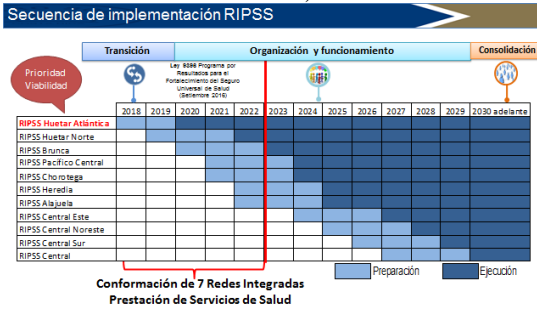 Secuencia de implementación RIPSS
Transición
Organización y funcionamiento
Consolidación
Prioridad
Viabilidad
Ley 9396 Programa por
Resultados para el
Fortalecimiento del Seguro
Universal de Salud
(Setiembre 2016)
2018 2019 2020 2021 2022 2023 2024 2025 2026 2027 2028 2029 2030 adelante
RIPSS Huetar Atlántica
RIPSS Huetar Norte
RIPSS Brunca
RIPSS Pacífico Central
RIPSS Chorotega
RIPSS Heredia
RIPSS Alajuela
RIPSS Central Este
RIPSS Central Noreste
RIPSS Central Sur
RIPSS Central
Preparación
Ejecución
Conformación de 7 Redes Integradas
Prestación de Servicios de Salud